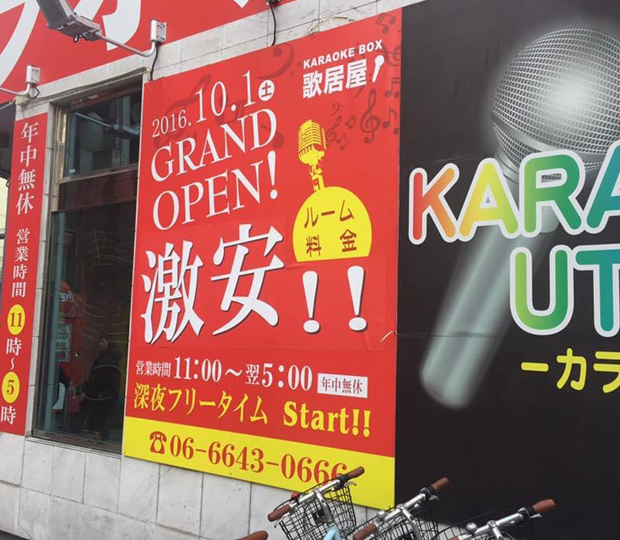 年中無休 営業時間 11時～5時
2016.10.1土
GRAND
OPEN!
KARAOKE BOX
歌居屋!
ルーム
料金
激安!!
営業時間 11:00～翌5:00 年中無休
深夜フリータイム Start!!
☎06-6643-0666
KARA
UT
ーカラ